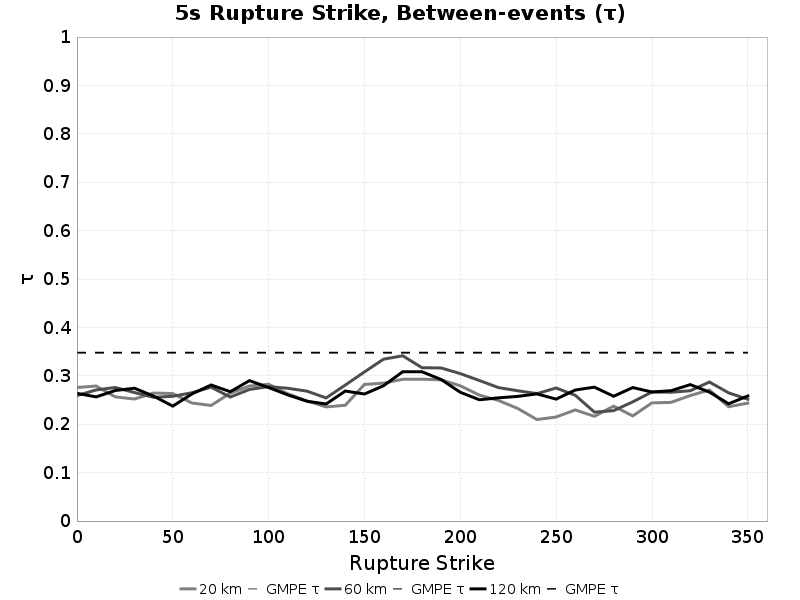 5s Rupture Strike, Between-events (τ)
1
0.9
0.8
0.7
0.6
0.5
0.4
0.3
0.2
0.1
0
τ
0 50 100 150 200 250 300 350
Rupture Strike
20 km GMPE τ 60 km GMPE τ 120 km GMPE τ